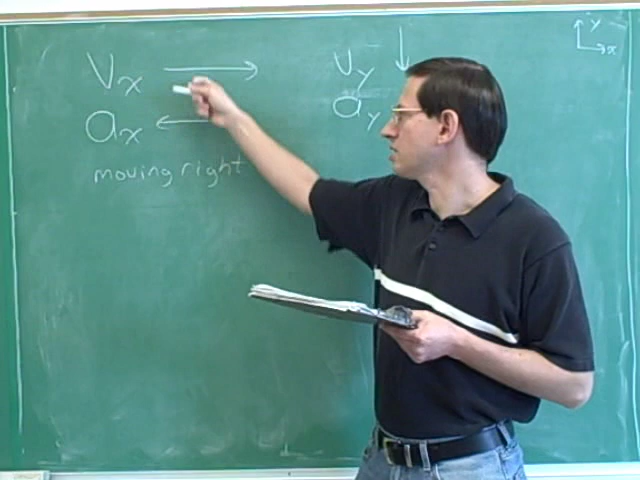 Vx → Vy ↓
ax ← ay
moving right
y
x